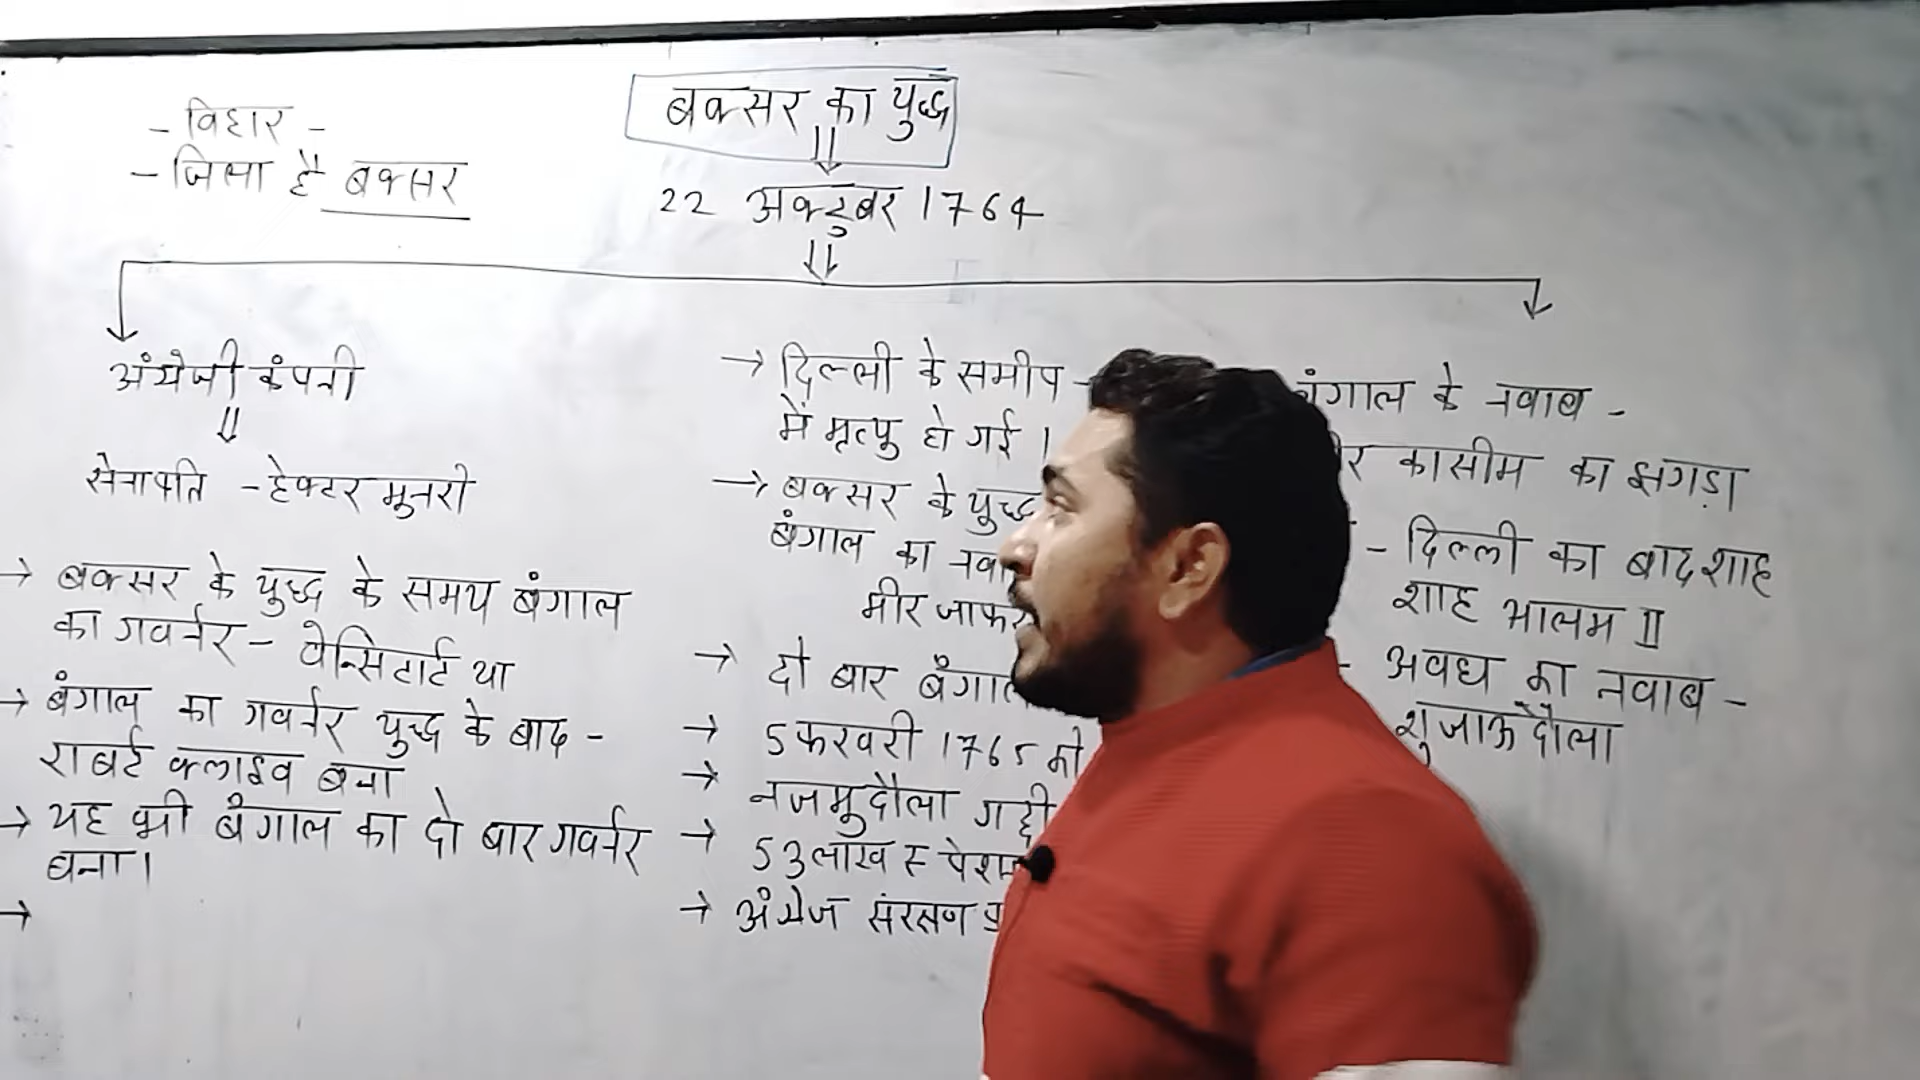 - विहार -
- जिला है बक्सर
बक्सर का युद्ध
22 अक्टुबर 1764
अंग्रेजी कंपनी
सेनापति - हेक्टर मुनरो
→ बक्सर के युद्ध के समय बंगाल
का गवर्नर - वेन्सिटार्ट था
→ बंगाल का गवर्नर युद्ध के बाद -
राबर्ट क्लाइव बना
→ यह भी बंगाल का दो बार गवर्नर
बना।
→
→ दिल्ली के समीप -
में मृत्यु हो गई।
→ बक्सर के युद्ध
बंगाल का
मीर जाफर
→ दो बार
→ 5 फरवरी 1765 को
→ नजमुदौला गद्दी
→ 53 लाख रू
→ अंग्रेज संरक्षण
बंगाल के नवाब -
कासीम का झगड़ा
- दिल्ली का बादशाह
शाह आलम II
- अवध का नवाब -
शुजाऊदौला